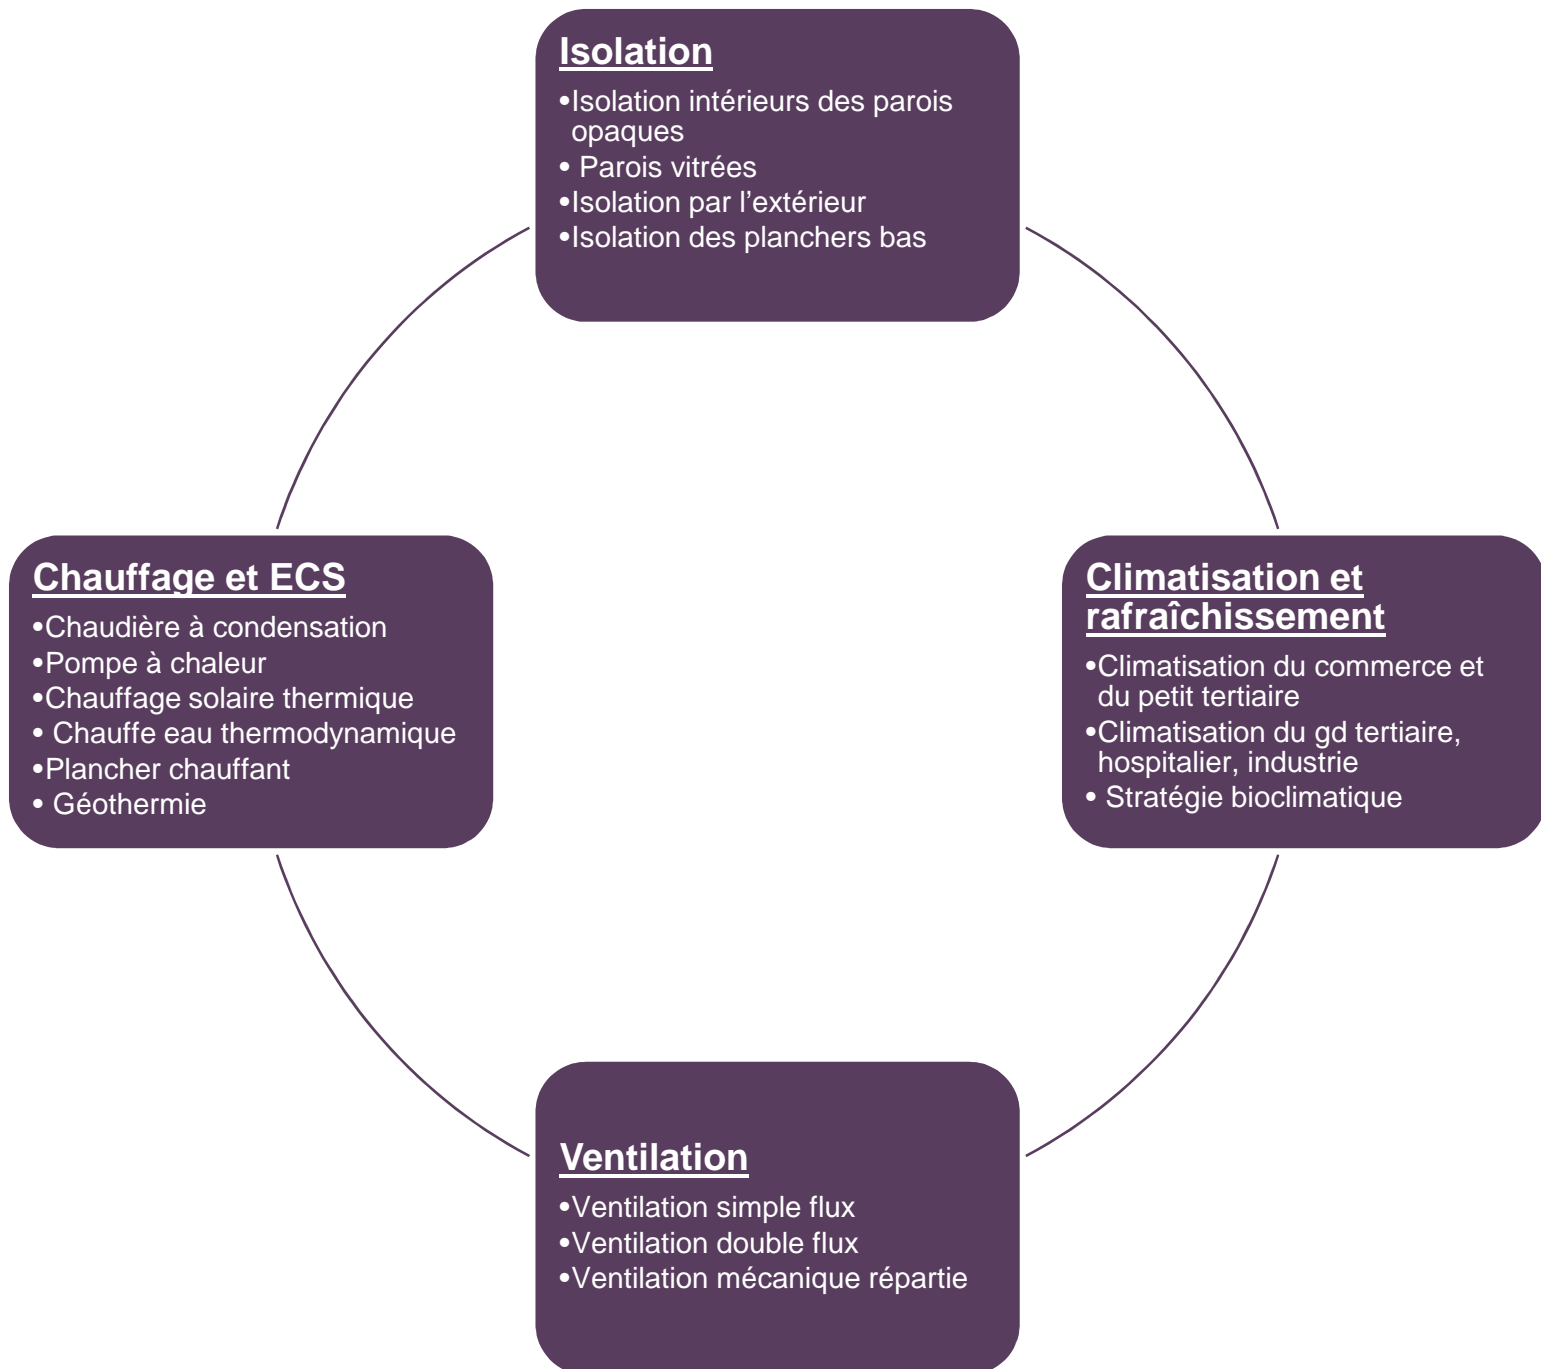 Isolation
•Isolation intérieurs des parois
opaques
• Parois vitrées
•Isolation par l'extérieur
•Isolation des planchers bas
Chauffage et ECS
•Chaudière à condensation
•Pompe à chaleur
•Chauffage solaire thermique
• Chauffe eau thermodynamique
•Plancher chauffant
• Géothermie
Climatisation et
rafraîchissement
•Climatisation du commerce et
du petit tertiaire
•Climatisation du gd tertiaire,
hospitalier, industrie
• Stratégie bioclimatique
Ventilation
•Ventilation simple flux
•Ventilation double flux
•Ventilation mécanique répartie